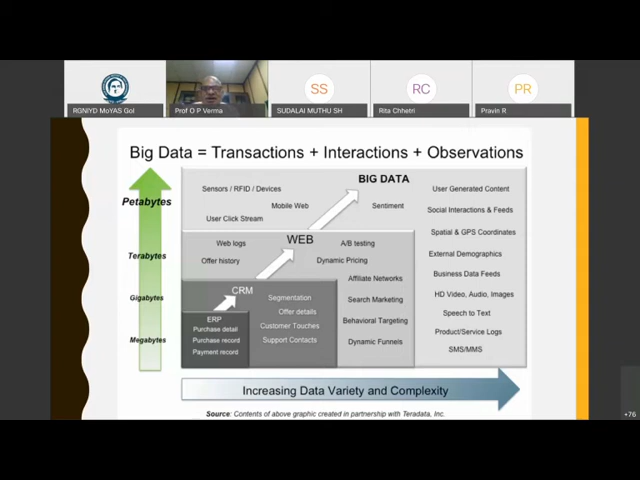 SS
RC
PR
RGNIYD MoYAS GoI
Prof O P Verma
SUDALAI MUTHU SH
Rita Chhetri
Pravin R
Big Data = Transactions + Interactions + Observations
BIG DATA
Petabytes
Sensors / RFID / Devices
Mobile Web
User Click Stream
Sentiment
User Generated Content
Social Interactions & Feeds
Spatial & GPS Coordinates
External Demographics
Business Data Feeds
HD Video, Audio, Images
Speech to Text
Product/Service Logs
SMS/MMS
Terabytes
WEB
Web logs
Offer history
A/B testing
Dynamic Pricing
Affiliate Networks
Search Marketing
Behavioral Targeting
Dynamic Funnels
Gigabytes
CRM
Segmentation
Offer details
Customer Touches
Support Contacts
Megabytes
ERP
Purchase detail
Purchase record
Payment record
Increasing Data Variety and Complexity
Source: Contents of above graphic created in partnership with Teradata, Inc.
+76